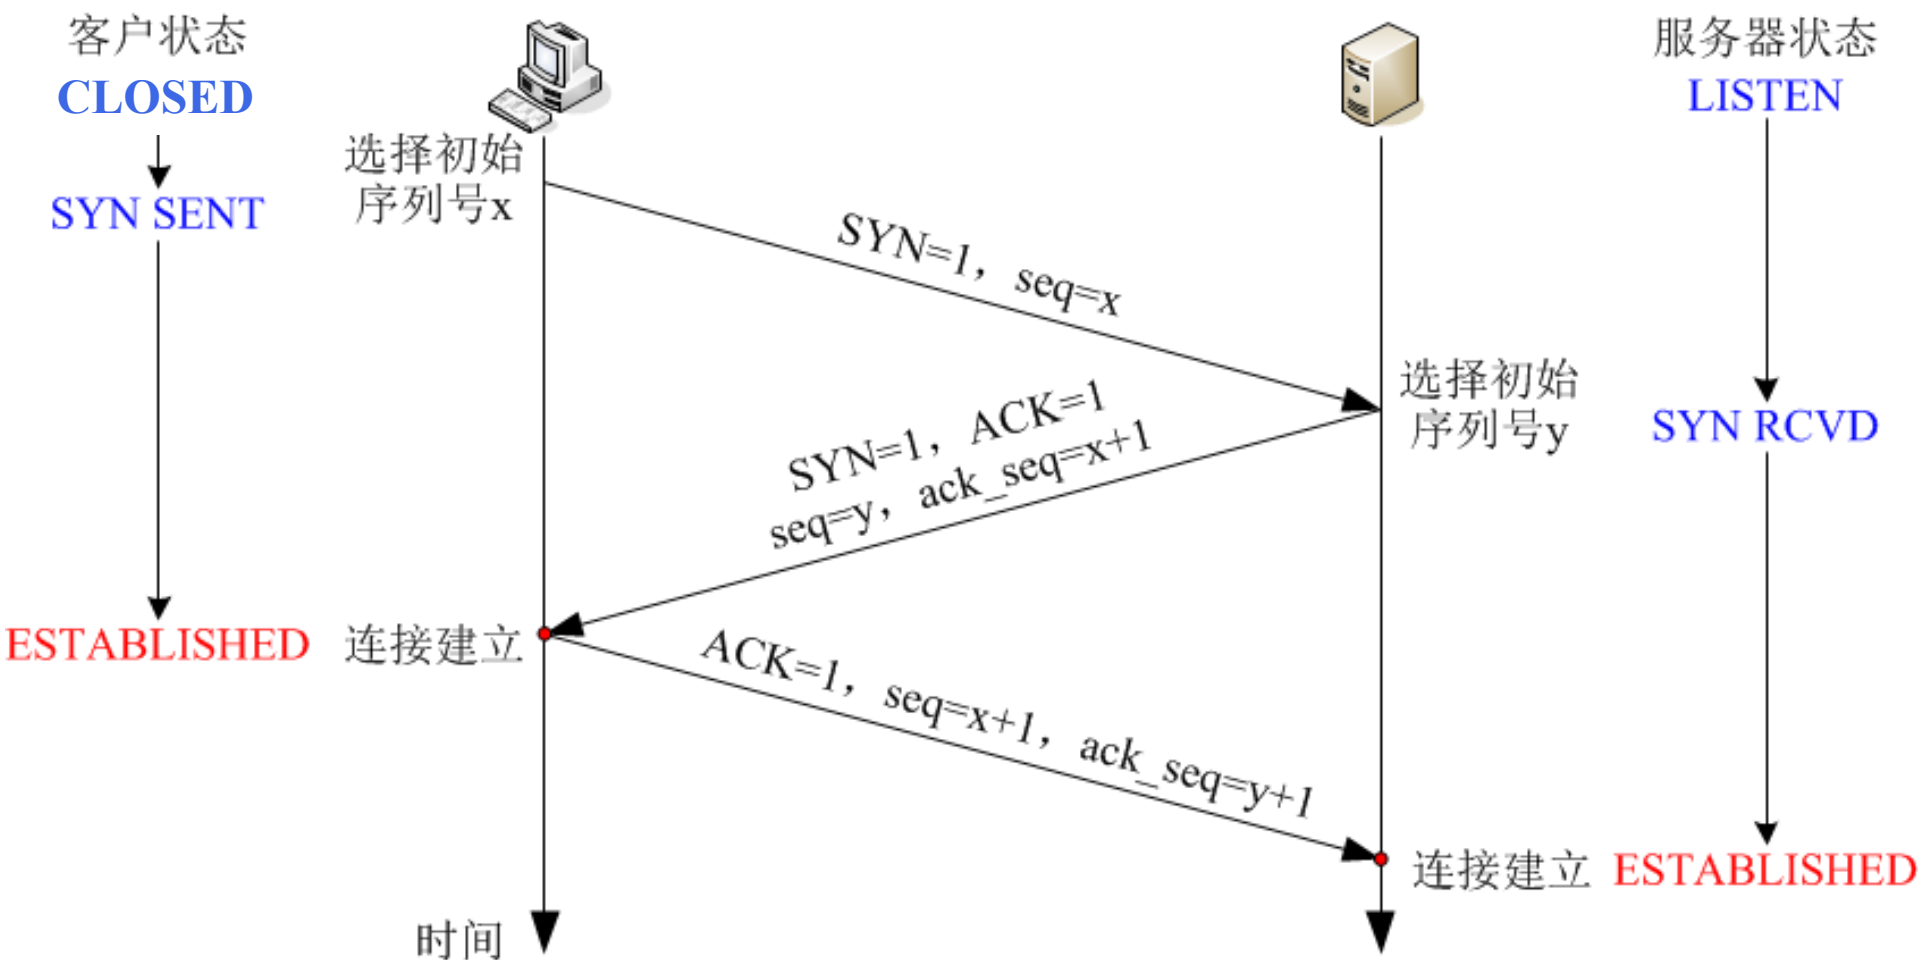 客户状态
CLOSED
SYN SENT
ESTABLISHED
选择初始
序列号x
SYN=1，seq=x
选择初始
序列号y
SYN=1，ACK=1
seq=y，ack_seq=x+1
连接建立
ACK=1，seq=x+1，ack_seq=y+1
连接建立
时间
服务器状态
LISTEN
SYN RCVD
ESTABLISHED